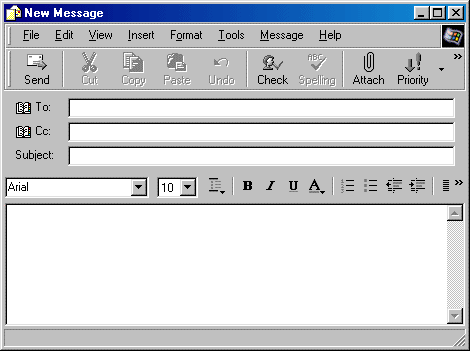 New Message
File Edit View Insert Format Tools Message Help
Send Cut Copy Paste Undo Check ABC Spelling Attach Priority »
To:
Cc:
Subject:
Arial 10 B I U A »